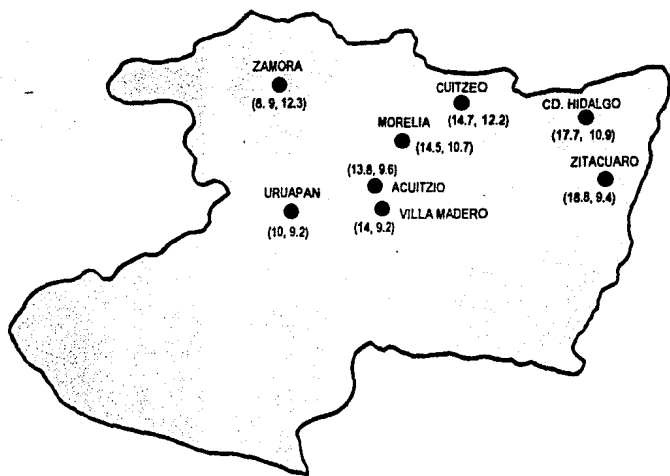 ZAMORA
(8. 9, 12.3)
CUITZEO
(14.7, 12.2)
CD. HIDALGO
(17.7, 10.9)
MORELIA
(14.5, 10.7)
ZITACUARO
(18.8, 9.4)
(13.8, 9.6)
ACUITZIO
URUAPAN
(10, 9.2)
VILLA MADERO
(14, 9.2)